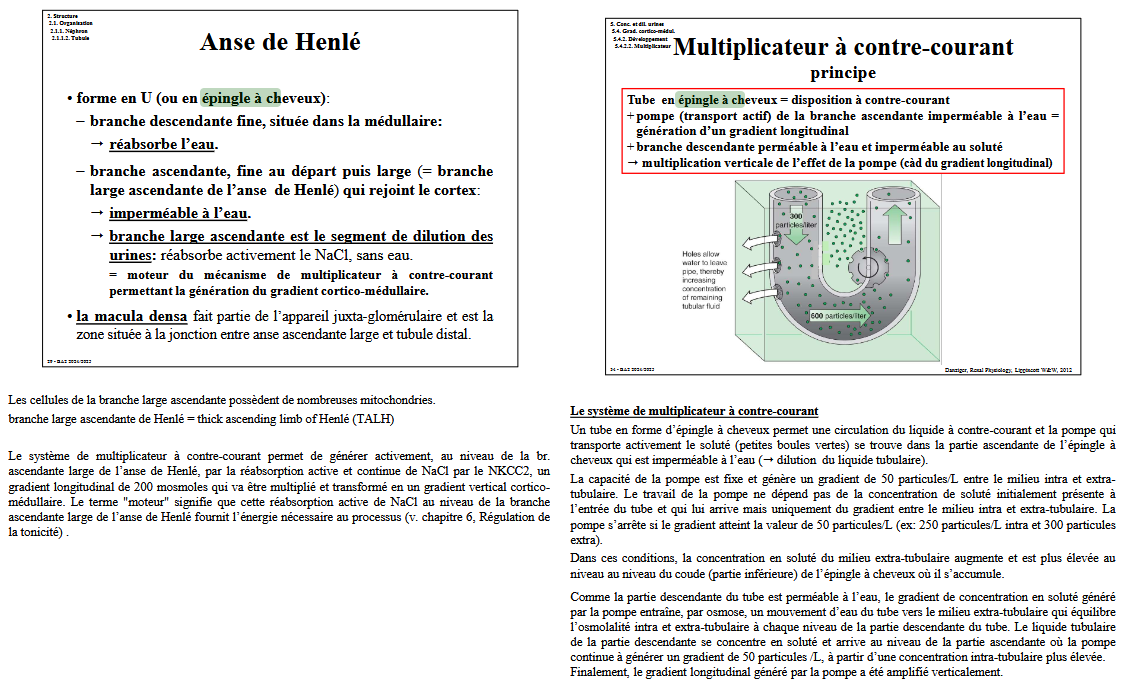 2. Structure
2.1. Organisation
2.1.1. Néphron
2.1.1.2. Tubule
Anse de Henlé
• forme en U (ou en épingle à cheveux):
– branche descendante fine, située dans la médullaire:
→ réabsorbe l’eau.
– branche ascendante, fine au départ puis large (= branche
large ascendante de l’anse de Henlé) qui rejoint le cortex:
→ imperméable à l’eau.
→ branche large ascendante est le segment de dilution des
urines: réabsorbe activement le NaCl, sans eau.
= moteur du mécanisme de multiplicateur à contre-courant
permettant la génération du gradient cortico-médullaire.
• la macula densa fait partie de l’appareil juxta-glomérulaire et est la
zone située à la jonction entre anse ascendante large et tubule distal.
Les cellules de la branche large ascendante possèdent de nombreuses mitochondries.
branche large ascendante de Henlé = thick ascending limb of Henlé (TALH)
Le système de multiplicateur à contre-courant permet de générer activement, au niveau de la br.
ascendante large de l’anse de Henlé, par la réabsorption active et continue de NaCl par le NKCC2, un
gradient longitudinal de 200 mosmoles qui va être multiplié et transformé en un gradient vertical cortico-
médullaire. Le terme "moteur" signifie que cette réabsorption active de NaCl au niveau de la branche
ascendante large de l’anse de Henlé fournit l’énergie nécessaire au processus (v. chapitre 6, Régulation de
la tonicité) .
5. Conc. et dil. urines
5.4. Grad. cortico-médul.
5.4.2. Développement
5.4.2.2. Multiplicateur
Multiplicateur à contre-courant
principe
Tube en épingle à cheveux = disposition à contre-courant
+ pompe (transport actif) de la branche ascendante imperméable à l’eau =
génération d’un gradient longitudinal
+ branche descendante perméable à l’eau et imperméable au soluté
→ multiplication verticale de l’effet de la pompe (càd du gradient longitudinal)
300
particles/liter
Holes allow
water to leave
pipe, thereby
increasing
concentration
of remaining
tubular fluid
600 particles/liter
Danziger, Renal Physiology, Lippincott W&W, 2012
Le système de multiplicateur à contre-courant
Un tube en forme d’épingle à cheveux permet une circulation du liquide à contre-courant et la pompe qui
transporte activement le soluté (petites boules vertes) se trouve dans la partie ascendante de l’épingle à
cheveux qui est imperméable à l’eau (→ dilution du liquide tubulaire).
La capacité de la pompe est fixe et génère un gradient de 50 particules/L entre le milieu intra et extra-
tubulaire. Le travail de la pompe ne dépend pas de la concentration de soluté initialement présente à
l’entrée du tube et qui lui arrive mais uniquement du gradient entre le milieu intra et extra-tubulaire. La
pompe s’arrête si le gradient atteint la valeur de 50 particules/L (ex: 250 particules/L intra et 300 particules
extra).
Dans ces conditions, la concentration en soluté du milieu extra-tubulaire augmente et est plus élevée au
niveau au niveau du coude (partie inférieure) de l’épingle à cheveux où il s’accumule.
Comme la partie descendante du tube est perméable à l’eau, le gradient de concentration en soluté généré
par la pompe entraîne, par osmose, un mouvement d’eau du tube vers le milieu extra-tubulaire qui équilibre
l’osmolalité intra et extra-tubulaire à chaque niveau de la partie descendante du tube. Le liquide tubulaire
de la partie descendante se concentre en soluté et arrive au niveau de la partie ascendante où la pompe
continue à générer un gradient de 50 particules /L, à partir d’une concentration intra-tubulaire plus élevée.
Finalement, le gradient longitudinal généré par la pompe a été amplifié verticalement.